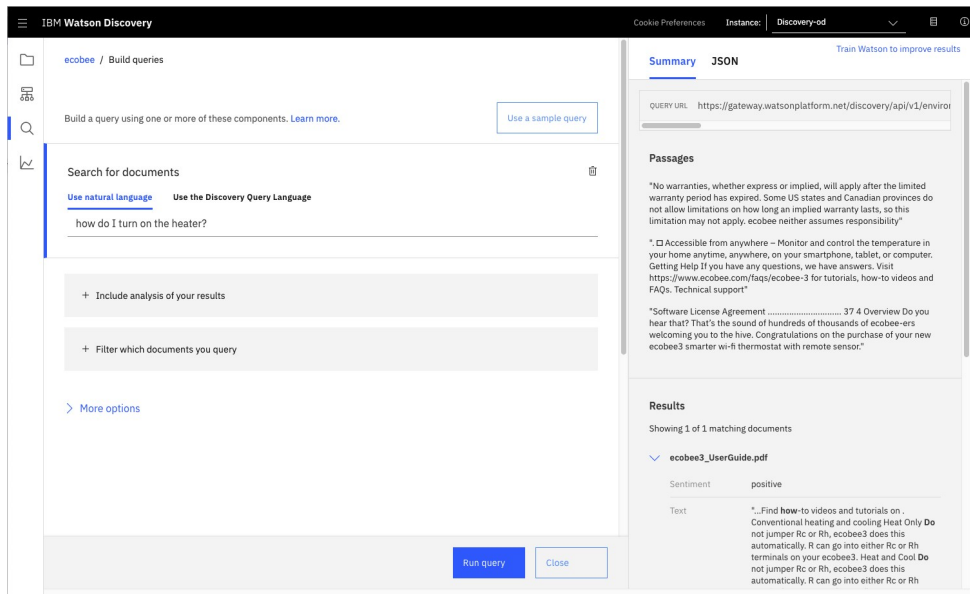 IBM Watson Discovery
Cookie Preferences
Instance:
Discovery-od
ecobee / Build queries
Build a query using one or more of these components. Learn more.
Use a sample query
Search for documents
Use natural language
Use the Discovery Query Language
how do I turn on the heater?
+ Include analysis of your results
+ Filter which documents you query
More options
Run query
Close
Train Watson to improve results
Summary
JSON
QUERY URL https://gateway.watsonplatform.net/discovery/api/v1/enviror
Passages
"No warranties, whether express or implied, will apply after the limited
warranty period has expired. Some US states and Canadian provinces do
not allow limitations on how long an implied warranty lasts, so this
limitation may not apply. ecobee neither assumes responsibility"
". □ Accessible from anywhere – Monitor and control the temperature in
your home anytime, anywhere, on your smartphone, tablet, or computer.
Getting Help If you have any questions, we have answers. Visit
https://www.ecobee.com/faqs/ecobee-3 for tutorials, how-to videos and
FAQs. Technical support"
"Software License Agreement .............................. 37 4 Overview Do you
hear that? That's the sound of hundreds of thousands of ecobee-ers
welcoming you to the hive. Congratulations on the purchase of your new
ecobee3 smarter wi-fi thermostat with remote sensor."
Results
Showing 1 of 1 matching documents
ecobee3_UserGuide.pdf
Sentiment positive
Text "...Find how-to videos and tutorials on .
Conventional heating and cooling Heat Only Do
not jumper Rc or Rh, ecobee3 does this
automatically. R can go into either Rc or Rh
terminals on your ecobee3. Heat and Cool Do
not jumper Rc or Rh, ecobee3 does this
automatically. R can go into either Rc or Rh